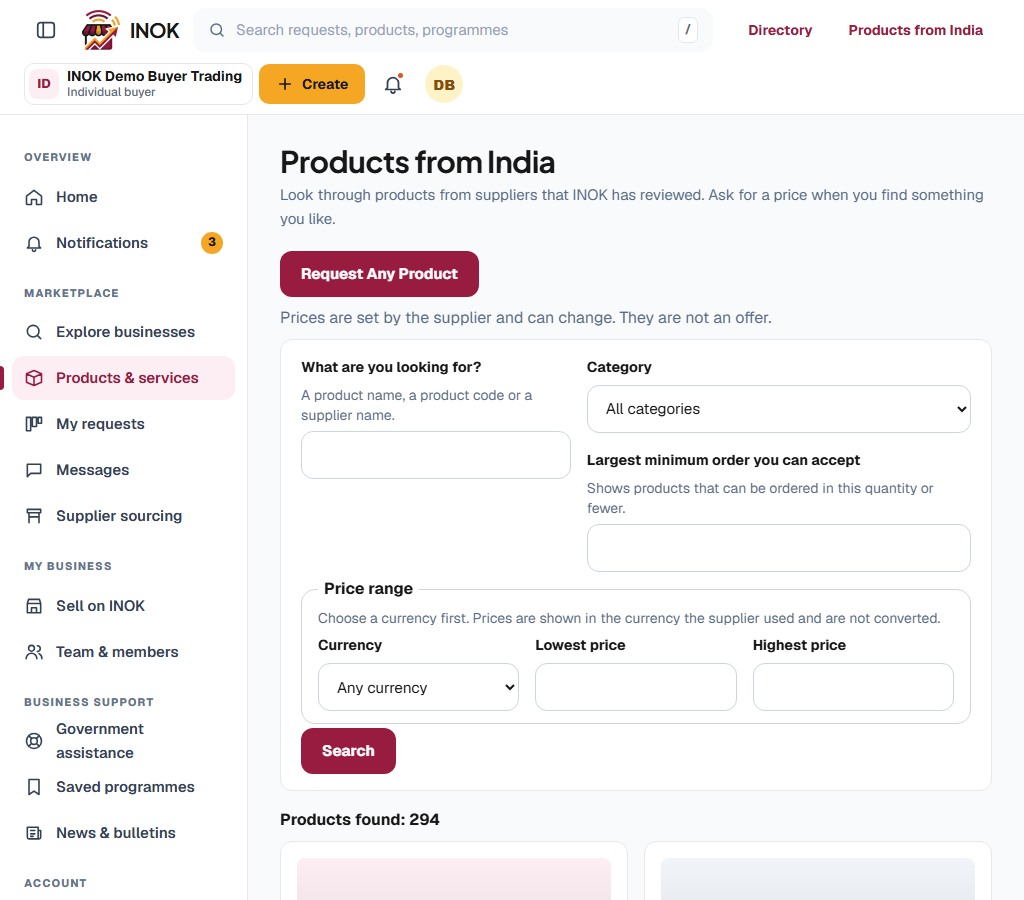 INOK
Search requests, products, programmes
/
Directory
Products from India
ID
INOK Demo Buyer Trading
Individual buyer
Create
DB
OVERVIEW
Home
Notifications
3
MARKETPLACE
Explore businesses
Products & services
My requests
Messages
Supplier sourcing
MY BUSINESS
Sell on INOK
Team & members
BUSINESS SUPPORT
Government
assistance
Saved programmes
News & bulletins
ACCOUNT
Products from India
Look through products from suppliers that INOK has reviewed. Ask for a price when you find something
you like.
Request Any Product
Prices are set by the supplier and can change. They are not an offer.
What are you looking for?
A product name, a product code or a
supplier name.
Category
All categories
Largest minimum order you can accept
Shows products that can be ordered in this quantity or
fewer.
Price range
Choose a currency first. Prices are shown in the currency the supplier used and are not converted.
Currency
Lowest price
Highest price
Any currency
Search
Products found: 294